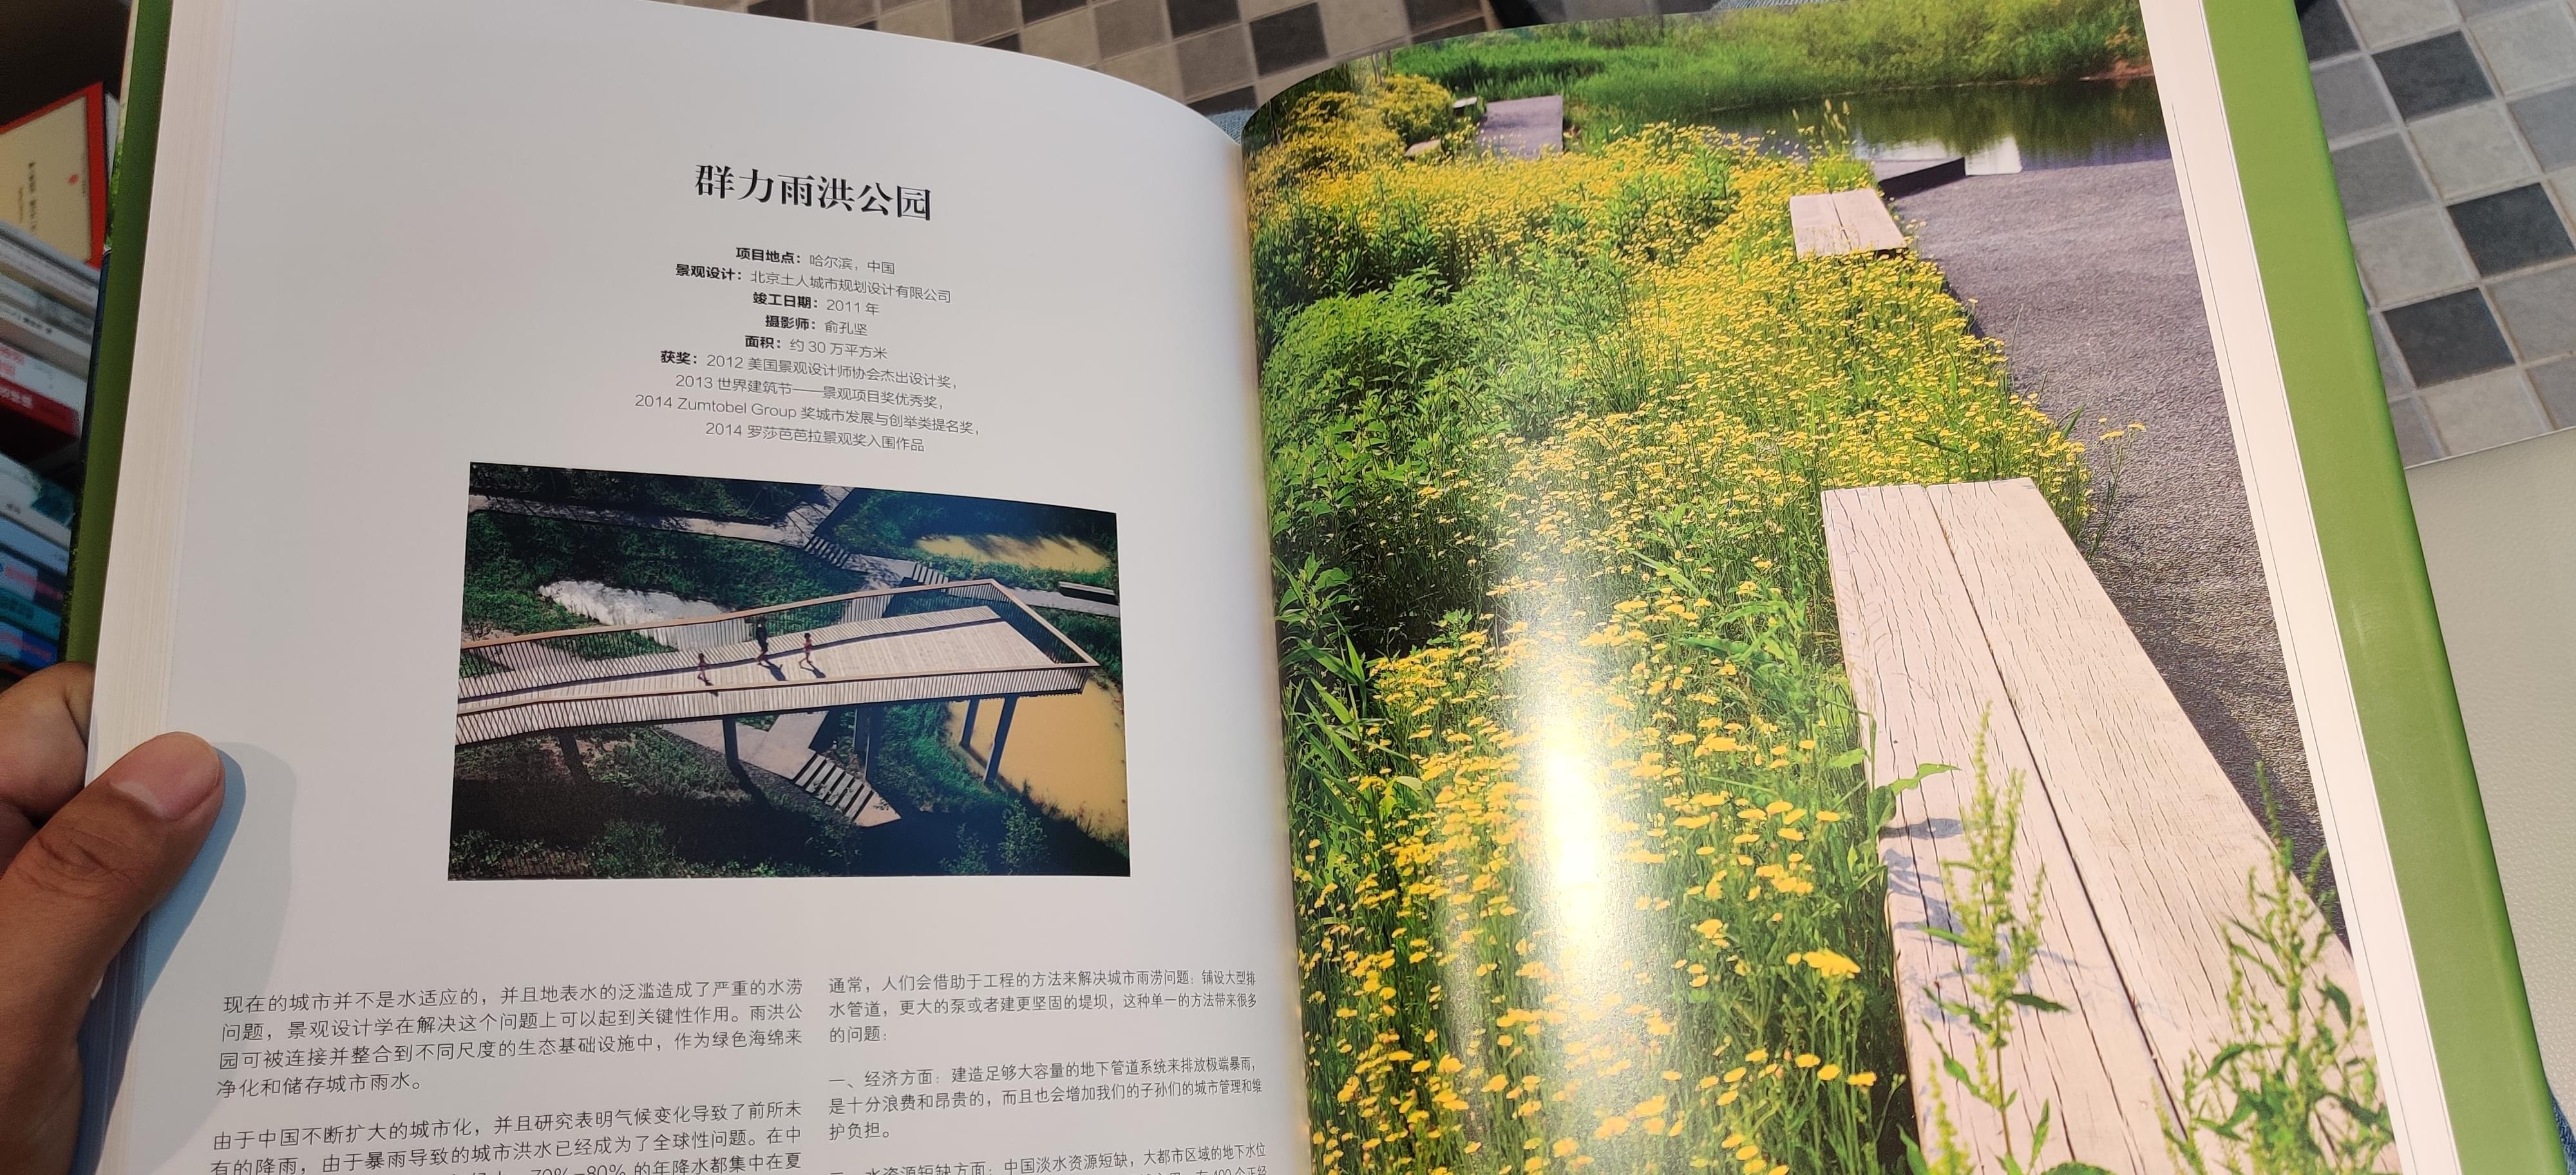 群力雨洪公园
项目地点：哈尔滨，中国
景观设计：北京土人城市规划设计有限公司
竣工日期：2011 年
摄影师：俞孔坚
面积：约 30 万平方米
获奖：2012 美国景观设计师协会杰出设计奖，
2013 世界建筑节——景观项目奖优秀奖，
2014 Zumtobel Group 奖城市发展与创举类提名奖，
2014 罗莎芭芭拉景观奖入围作品
现在的城市并不是水适应的，并且地表水的泛滥造成了严重的水涝
问题，景观设计学在解决这个问题上可以起到关键性作用。雨洪公
园可被连接并整合到不同尺度的生态基础设施中，作为绿色海绵来
净化和储存城市雨水。
由于中国不断扩大的城市化，并且研究表明气候变化导致了前所未
有的降雨，由于暴雨导致的城市洪水已经成为了全球性问题。在中
70%–80% 的年降水都集中在夏
通常，人们会借助于工程的方法来解决城市雨涝问题：铺设大型排
水管道，更大的泵或者建更坚固的堤坝，这种单一的方法带来很多
的问题：
一、经济方面：建造足够大容量的地下管道系统来排放极端暴雨，
是十分浪费和昂贵的，而且也会增加我们的子孙们的城市管理和维
护负担。
水资源短缺方面：中国淡水资源短缺，大都市区域的地下水位